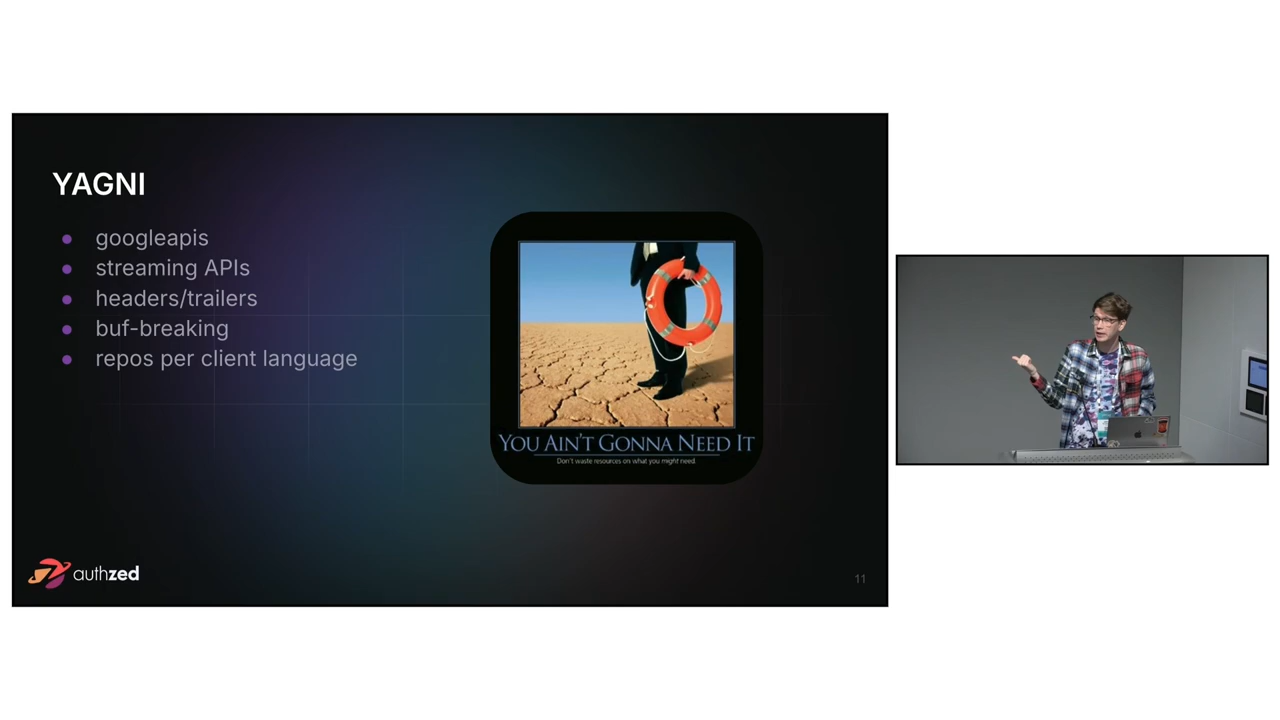 YAGNI
googleapis
streaming APIs
headers/trailers
buf-breaking
repos per client language
YOU AIN'T GONNA NEED IT
Don't waste resources on what you might need.
authzed
11